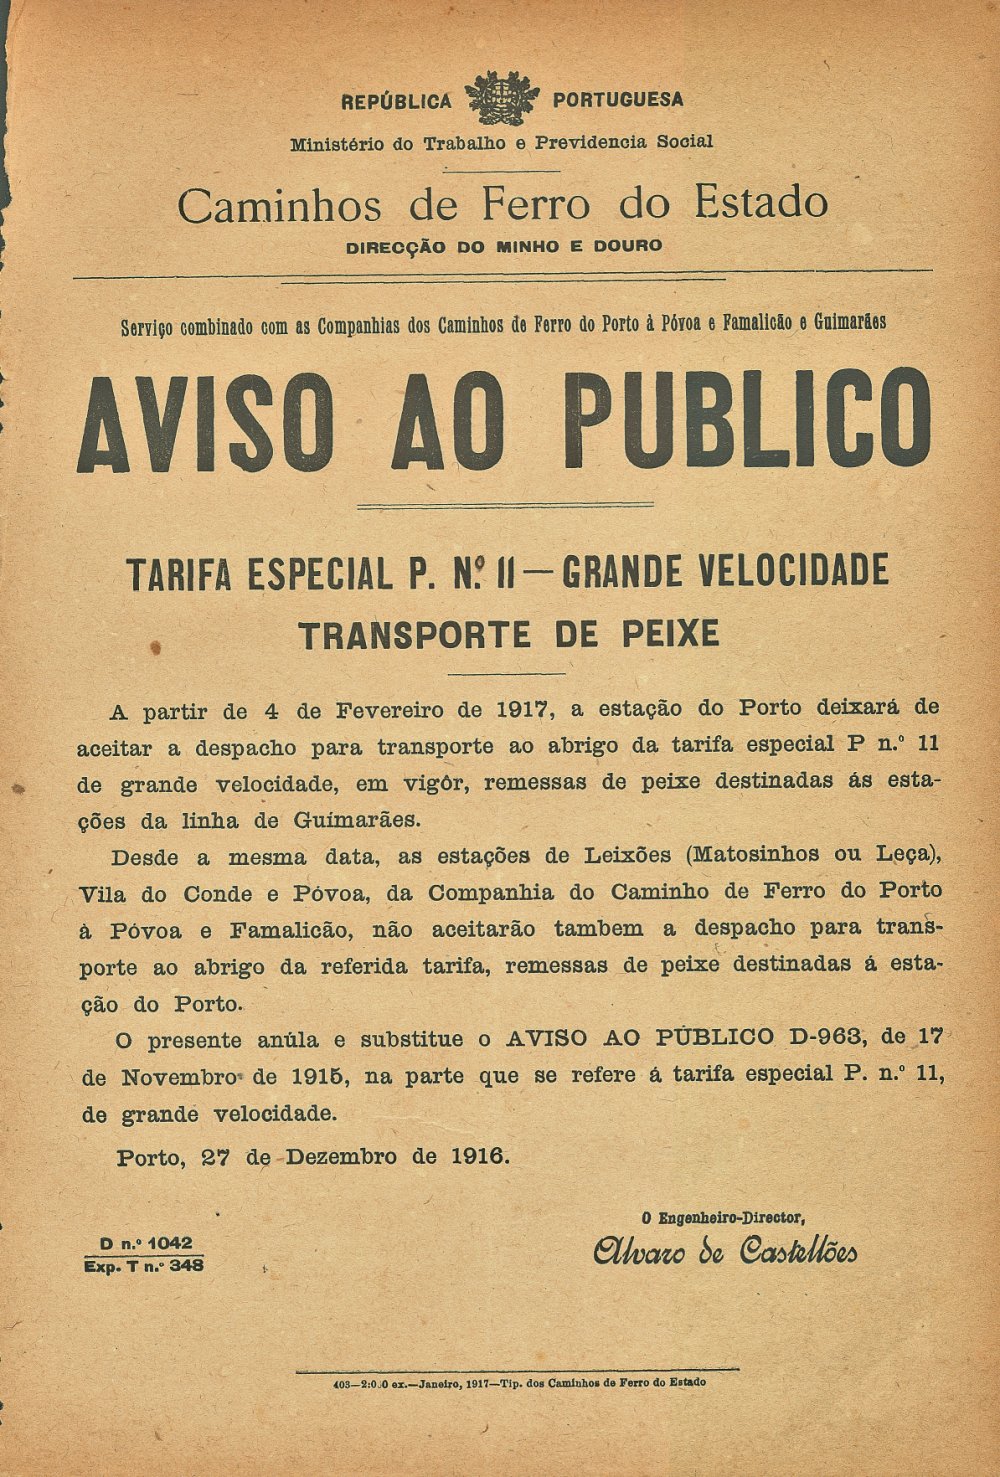 REPÚBLICA PORTUGUESA
Ministério do Trabalho e Previdencia Social
Caminhos de Ferro do Estado
DIRECÇÃO DO MINHO E DOURO
Serviço combinado com as Companhias dos Caminhos de Ferro do Porto à Póvoa e Famalicão e Guimarães
AVISO AO PUBLICO
TARIFA ESPECIAL P. N.º 11 — GRANDE VELOCIDADE
TRANSPORTE DE PEIXE
A partir de 4 de Fevereiro de 1917, a estação do Porto deixará de
aceitar a despacho para transporte ao abrigo da tarifa especial P n.º 11
de grande velocidade, em vigôr, remessas de peixe destinadas ás esta-
ções da linha de Guimarães.
Desde a mesma data, as estações de Leixões (Matosinhos ou Leça),
Vila do Conde e Póvoa, da Companhia do Caminho de Ferro do Porto
à Póvoa e Famalicão, não aceitarão tambem a despacho para trans-
porte ao abrigo da referida tarifa, remessas de peixe destinadas á esta-
ção do Porto.
O presente anúla e substitue o AVISO AO PÚBLICO D-963, de 17
de Novembro de 1915, na parte que se refere á tarifa especial P. n.º 11,
de grande velocidade.
Porto, 27 de Dezembro de 1916.
O Engenheiro-Director,
Alvaro de Castellões
D n.º 1042
Exp. T n.º 348
403—2:0.0 ex.—Janeiro, 1917—Tip. dos Caminhos de Ferro do Estado